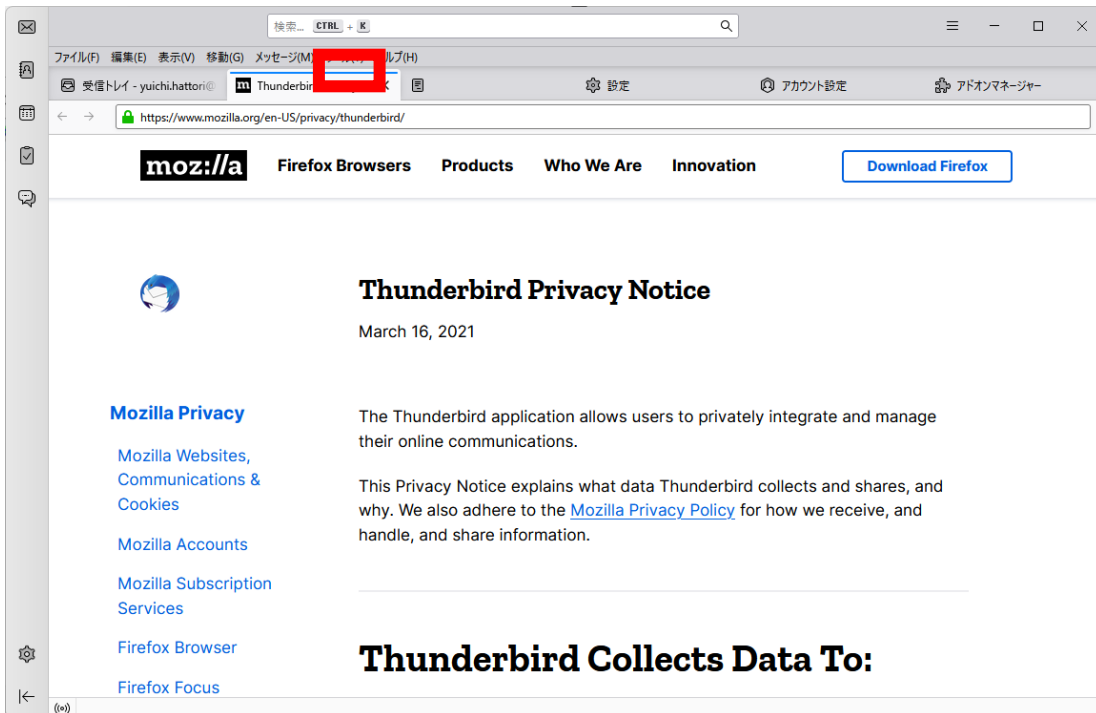 検索... CTRL + K
ファイル(F) 編集(E) 表示(V) 移動(G) メッセージ(M) ルプ(H)
受信トレイ - yuichi.hattori@ m Thunderbir 設定 アカウント設定 アドオンマネージャー
https://www.mozilla.org/en-US/privacy/thunderbird/
moz://a Firefox Browsers Products Who We Are Innovation Download Firefox
Thunderbird Privacy Notice
March 16, 2021
Mozilla Privacy
Mozilla Websites,
Communications &
Cookies
Mozilla Accounts
Mozilla Subscription
Services
Firefox Browser
Firefox Focus
The Thunderbird application allows users to privately integrate and manage
their online communications.
This Privacy Notice explains what data Thunderbird collects and shares, and
why. We also adhere to the Mozilla Privacy Policy for how we receive, and
handle, and share information.
Thunderbird Collects Data To: